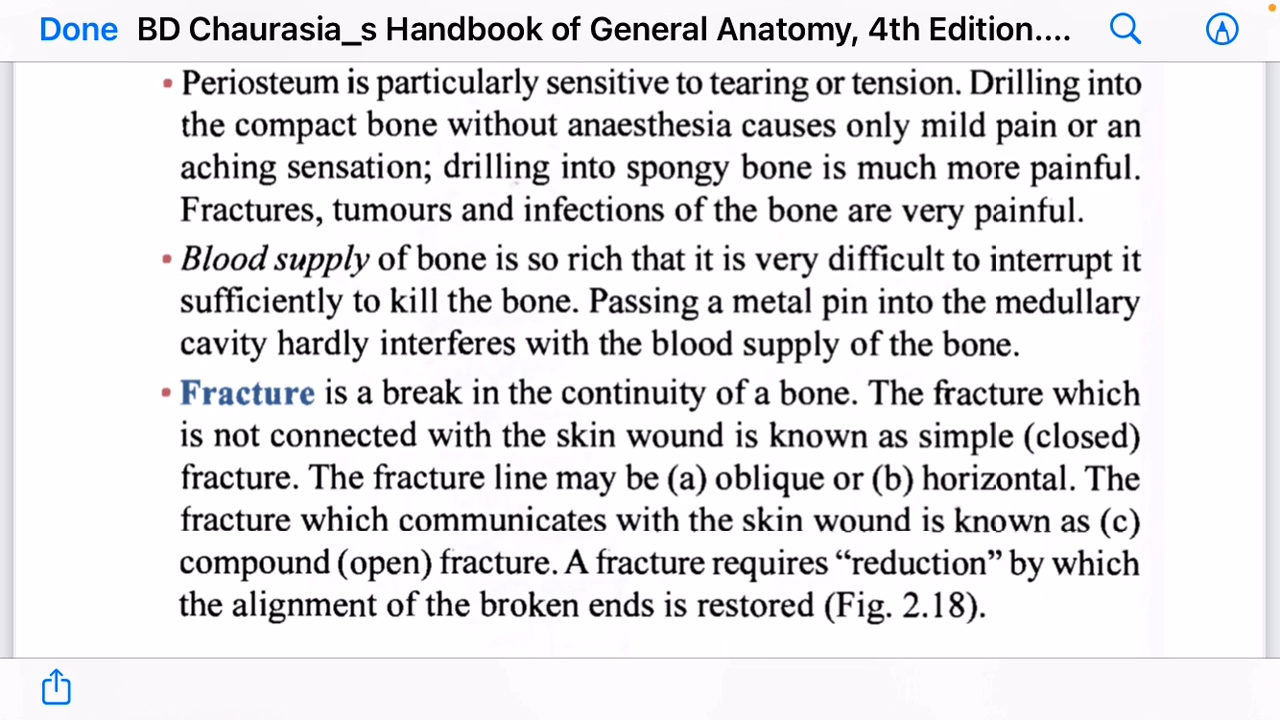 Done BD Chaurasia_s Handbook of General Anatomy, 4th Edition....
• Periosteum is particularly sensitive to tearing or tension. Drilling into
the compact bone without anaesthesia causes only mild pain or an
aching sensation; drilling into spongy bone is much more painful.
Fractures, tumours and infections of the bone are very painful.
• Blood supply of bone is so rich that it is very difficult to interrupt it
sufficiently to kill the bone. Passing a metal pin into the medullary
cavity hardly interferes with the blood supply of the bone.
• Fracture is a break in the continuity of a bone. The fracture which
is not connected with the skin wound is known as simple (closed)
fracture. The fracture line may be (a) oblique or (b) horizontal. The
fracture which communicates with the skin wound is known as (c)
compound (open) fracture. A fracture requires “reduction” by which
the alignment of the broken ends is restored (Fig. 2.18).